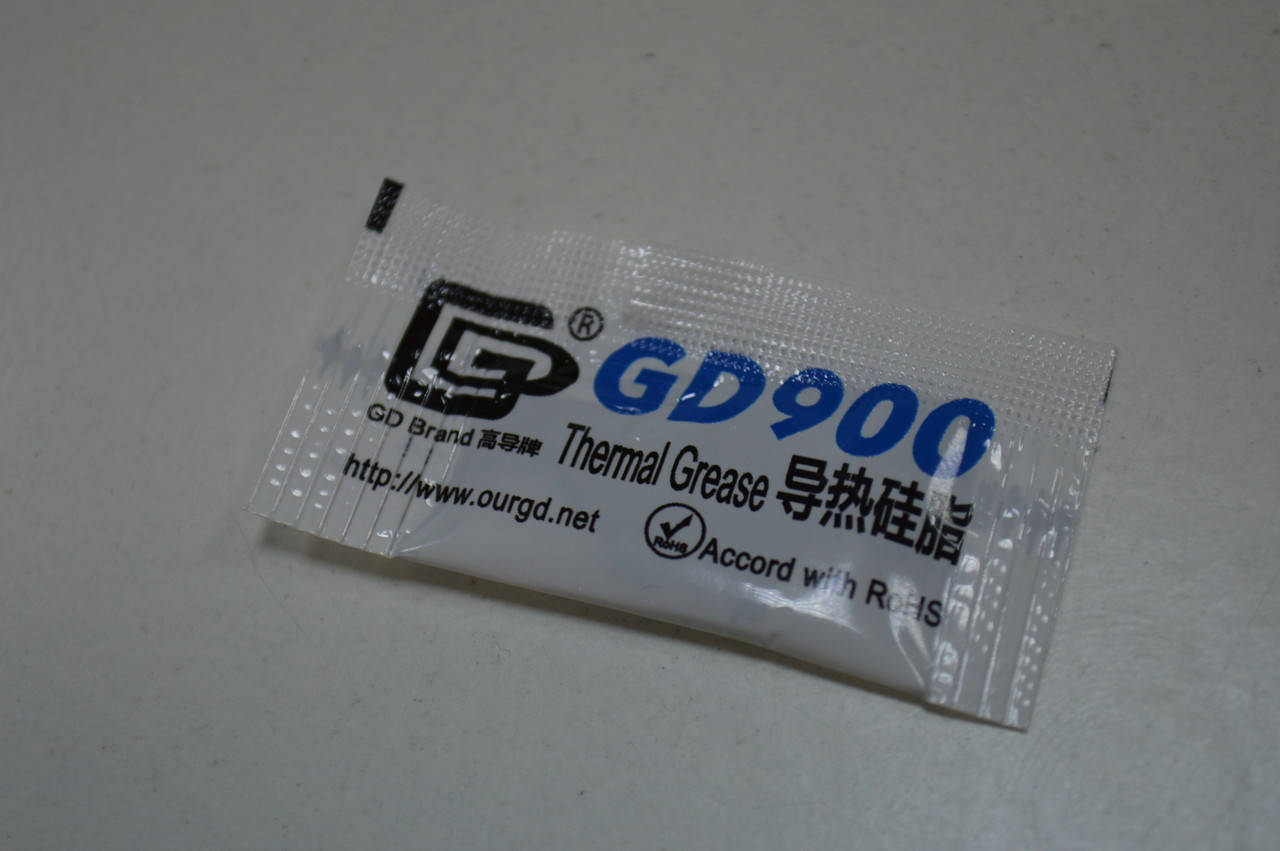 ®
GD900
GD Brand 高导牌
Thermal Grease 导热硅脂
http://www.ourgd.net
RoHS
Accord with RoHS